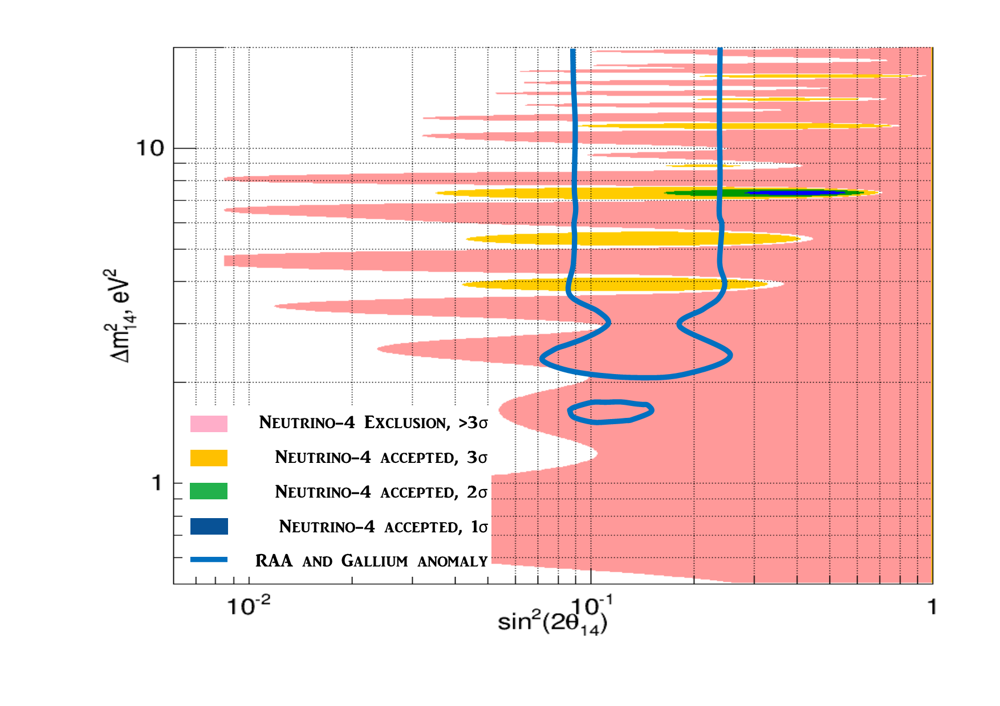 10
Δm²₁₄, eV²
Neutrino-4 Exclusion, >3σ
Neutrino-4 accepted, 3σ
Neutrino-4 accepted, 2σ
1
Neutrino-4 accepted, 1σ
RAA and Gallium anomaly
10⁻² 10⁻¹ 1
sin²(2θ₁₄)